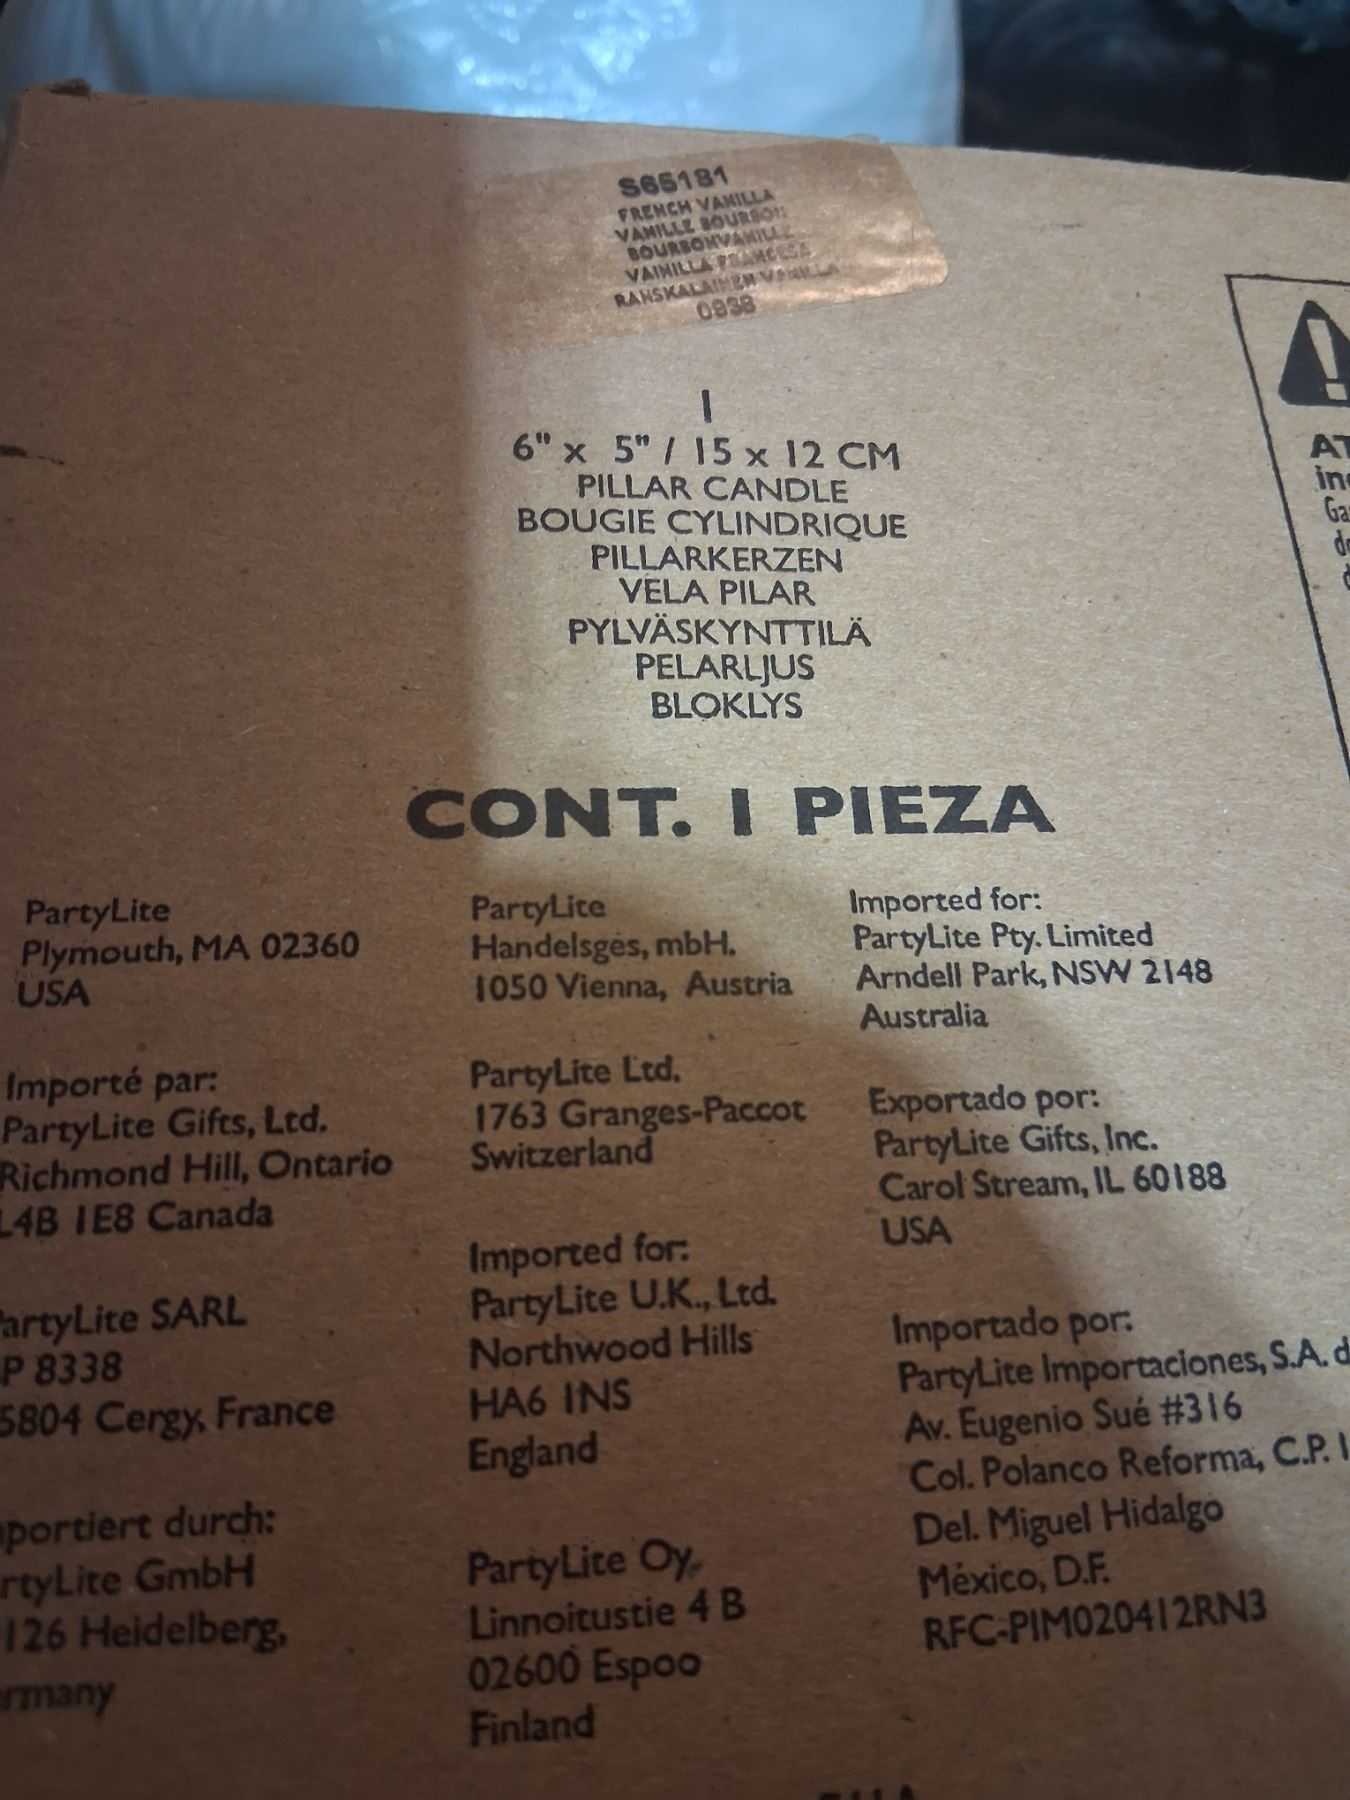 S65181
FRENCH VANILLA
VANILLE BOURBON
BOURBONVANILLE
VAINILLA FRANCESA
RANSKALAINEN VANILLA
0938
1
6" x 5" / 15 x 12 CM
PILLAR CANDLE
BOUGIE CYLINDRIQUE
PILLARKERZEN
VELA PILAR
PYLVÄSKYNTTILÄ
PELARLJUS
BLOKLYS
CONT. 1 PIEZA
PartyLite
Plymouth, MA 02360
USA
Importé par:
PartyLite Gifts, Ltd.
Richmond Hill, Ontario
L4B 1E8 Canada
artyLite SARL
P 8338
5804 Cergy, France
portiert durch:
rtyLite GmbH
126 Heidelberg,
rmany
PartyLite
Handelsges, mbH.
1050 Vienna, Austria
PartyLite Ltd.
1763 Granges-Paccot
Switzerland
Imported for:
PartyLite U.K., Ltd.
Northwood Hills
HA6 1NS
England
PartyLite Oy.
Linnoitustie 4 B
02600 Espoo
Finland
Imported for:
PartyLite Pty. Limited
Arndell Park, NSW 2148
Australia
Exportado por:
PartyLite Gifts, Inc.
Carol Stream, IL 60188
USA
Importado por:
PartyLite Importaciones, S.A. d
Av. Eugenio Sué #316
Col. Polanco Reforma, C.P. 1
Del. Miguel Hidalgo
México, D.F.
RFC-PIM020412RN3
AT
in
Ga
d